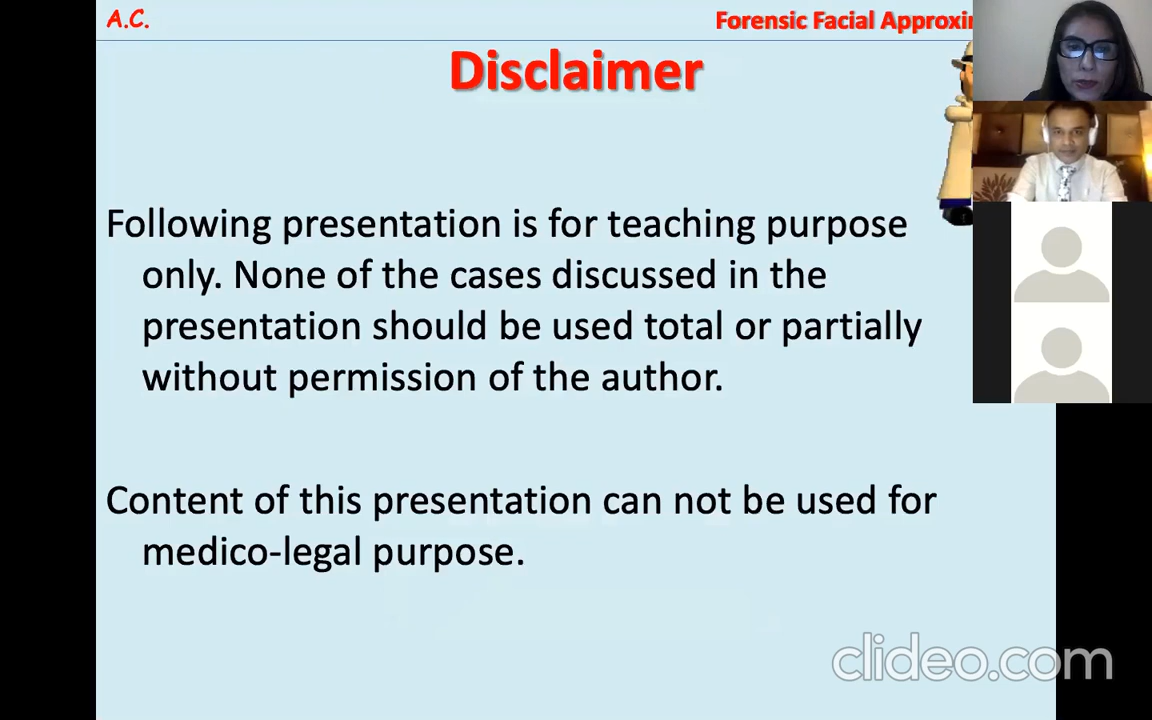 A.C.
Forensic Facial
Disclaimer
Following presentation is for teaching purpose
only. None of the cases discussed in the
presentation should be used total or partially
without permission of the author.
Content of this presentation can not be used for
medico-legal purpose.
clideo.com